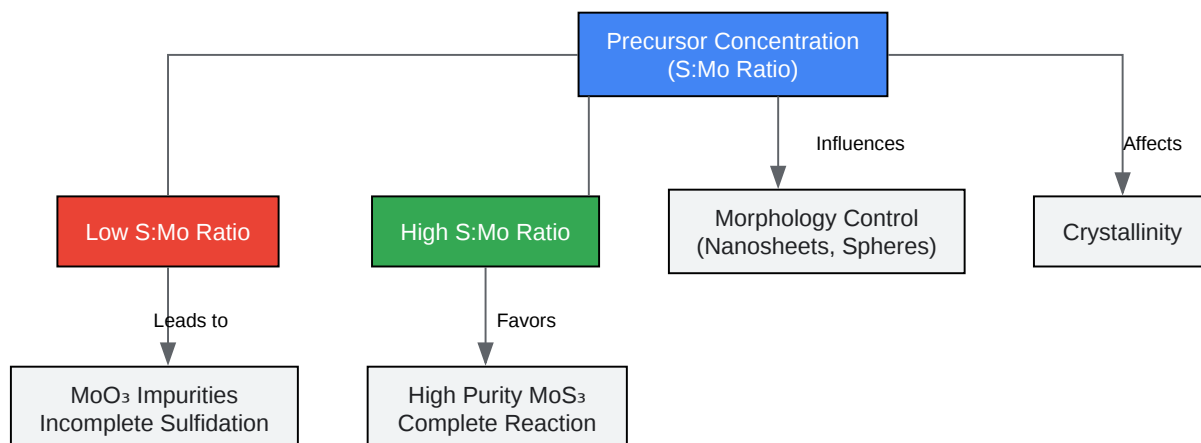 Precursor Concentration
(S:Mo Ratio)
Influences
Affects
Low S:Mo Ratio
High S:Mo Ratio
Morphology Control
(Nanosheets, Spheres)
Crystallinity
Leads to
Favors
MoO₃ Impurities
Incomplete Sulfidation
High Purity MoS₃
Complete Reaction